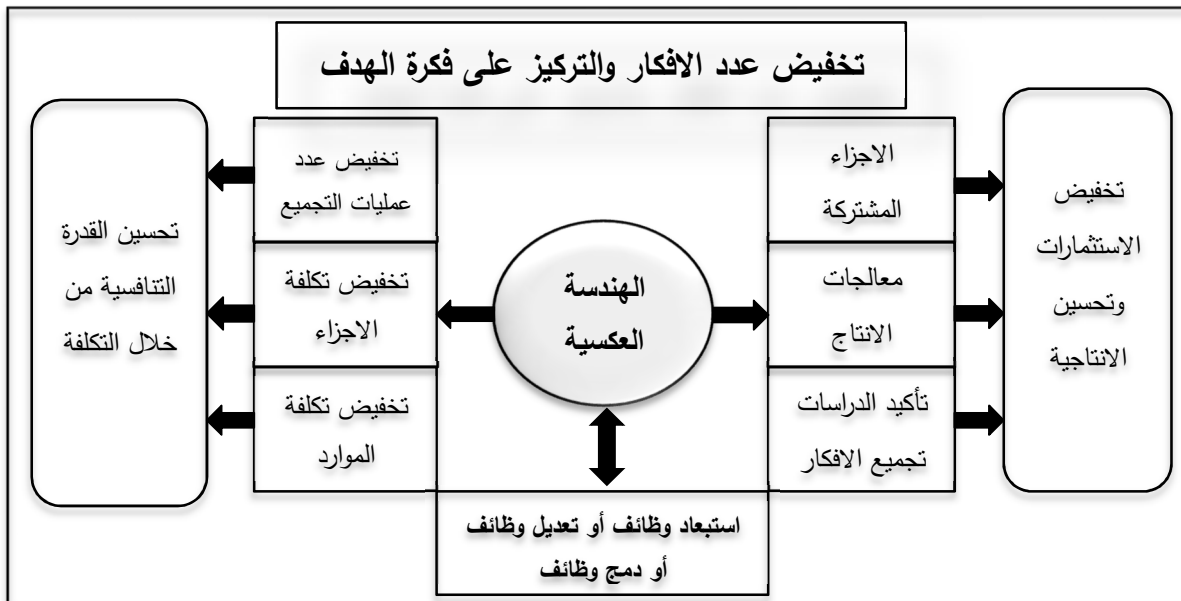 تخفيض عدد الافكار والتركيز على فكرة الهدف
تخفيض
الاستثمارات
وتحسين
الانتاجية
الاجزاء
المشتركة
معالجات
الانتاج
تأكيد الدراسات
تجميع الافكار
الهندسة
العكسية
استبعاد وظائف أو تعديل وظائف
أو دمج وظائف
تخفيض عدد
عمليات التجميع
تخفيض تكلفة
الاجزاء
تخفيض تكلفة
الموارد
تحسين القدرة
التنافسية من
خلال التكلفة